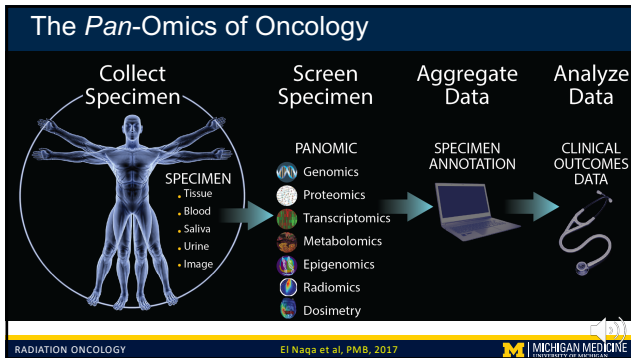 The Pan-Omics of Oncology
Collect
Specimen
SPECIMEN
• Tissue
• Blood
• Saliva
• Urine
• Image
Screen
Specimen
PANOMIC
Genomics
Proteomics
Transcriptomics
Metabolomics
Epigenomics
Radiomics
Dosimetry
Aggregate
Data
SPECIMEN
ANNOTATION
Analyze
Data
CLINICAL
OUTCOMES
DATA
RADIATION ONCOLOGY
El Naqa et al, PMB, 2017
M MICHIGAN MEDICINE
UNIVERSITY OF MICHIGAN